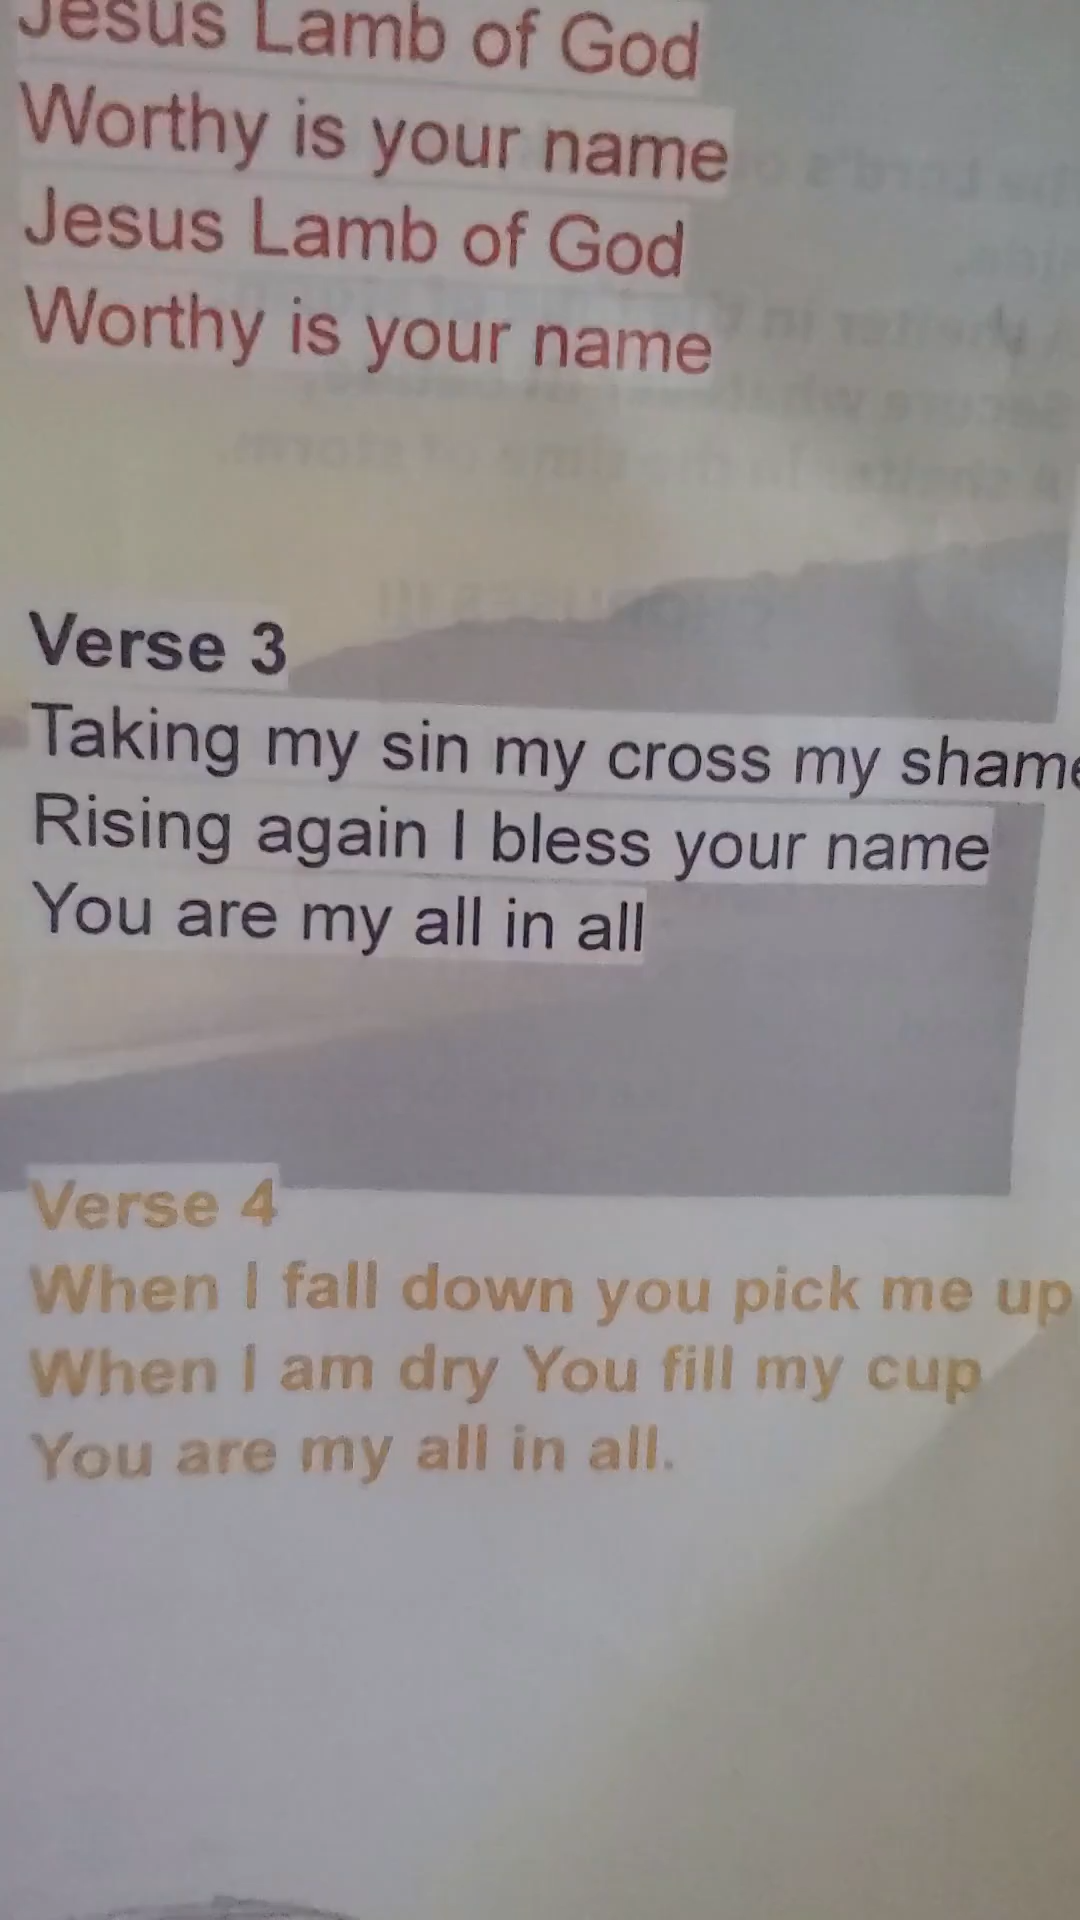 Jesus Lamb of God
Worthy is your name
Jesus Lamb of God
Worthy is your name
Verse 3
Taking my sin my cross my shame
Rising again I bless your name
You are my all in all
Verse 4
When I fall down you pick me up
When I am dry You fill my cup
You are my all in all.